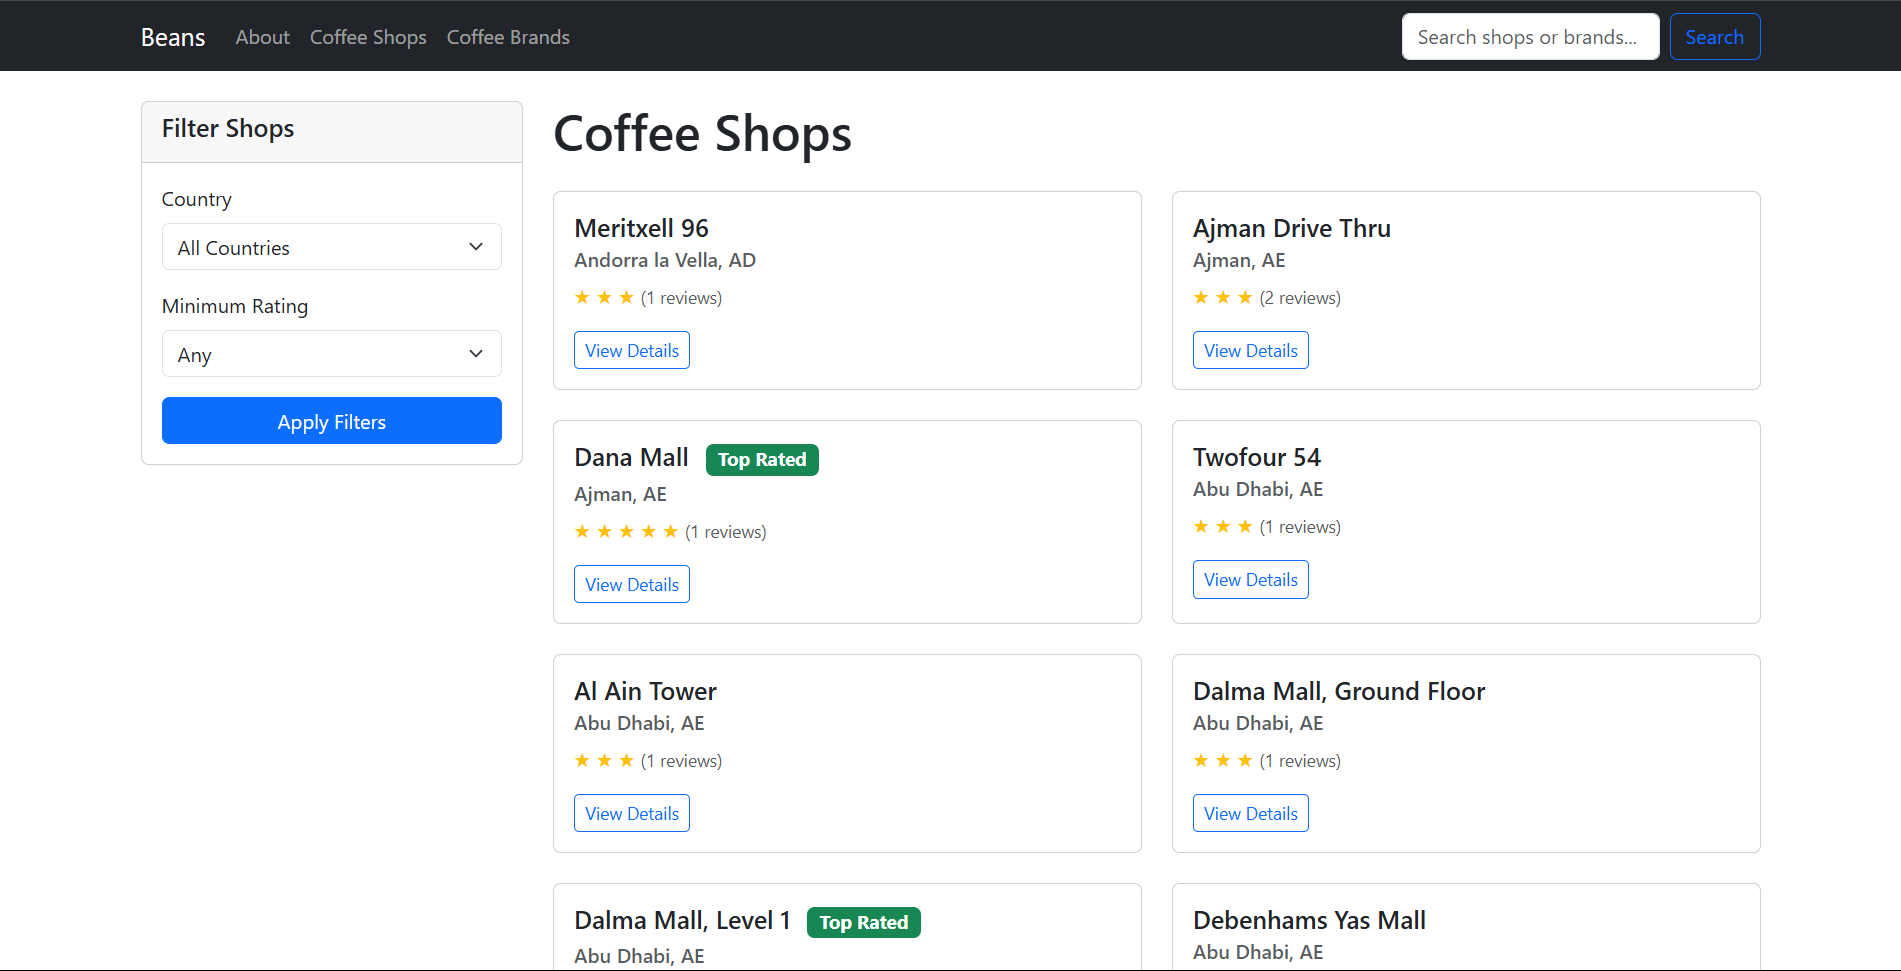 Beans About Coffee Shops Coffee Brands Search shops or brands... Search
Filter Shops
Country
All Countries
Minimum Rating
Any
Apply Filters
Coffee Shops
Meritxell 96
Andorra la Vella, AD
★ ★ ★ (1 reviews)
View Details
Ajman Drive Thru
Ajman, AE
★ ★ ★ (2 reviews)
View Details
Dana Mall Top Rated
Ajman, AE
★ ★ ★ ★ ★ (1 reviews)
View Details
Twofour 54
Abu Dhabi, AE
★ ★ ★ (1 reviews)
View Details
Al Ain Tower
Abu Dhabi, AE
★ ★ ★ (1 reviews)
View Details
Dalma Mall, Ground Floor
Abu Dhabi, AE
★ ★ ★ (1 reviews)
View Details
Dalma Mall, Level 1 Top Rated
Abu Dhabi, AE
Debenhams Yas Mall
Abu Dhabi, AE